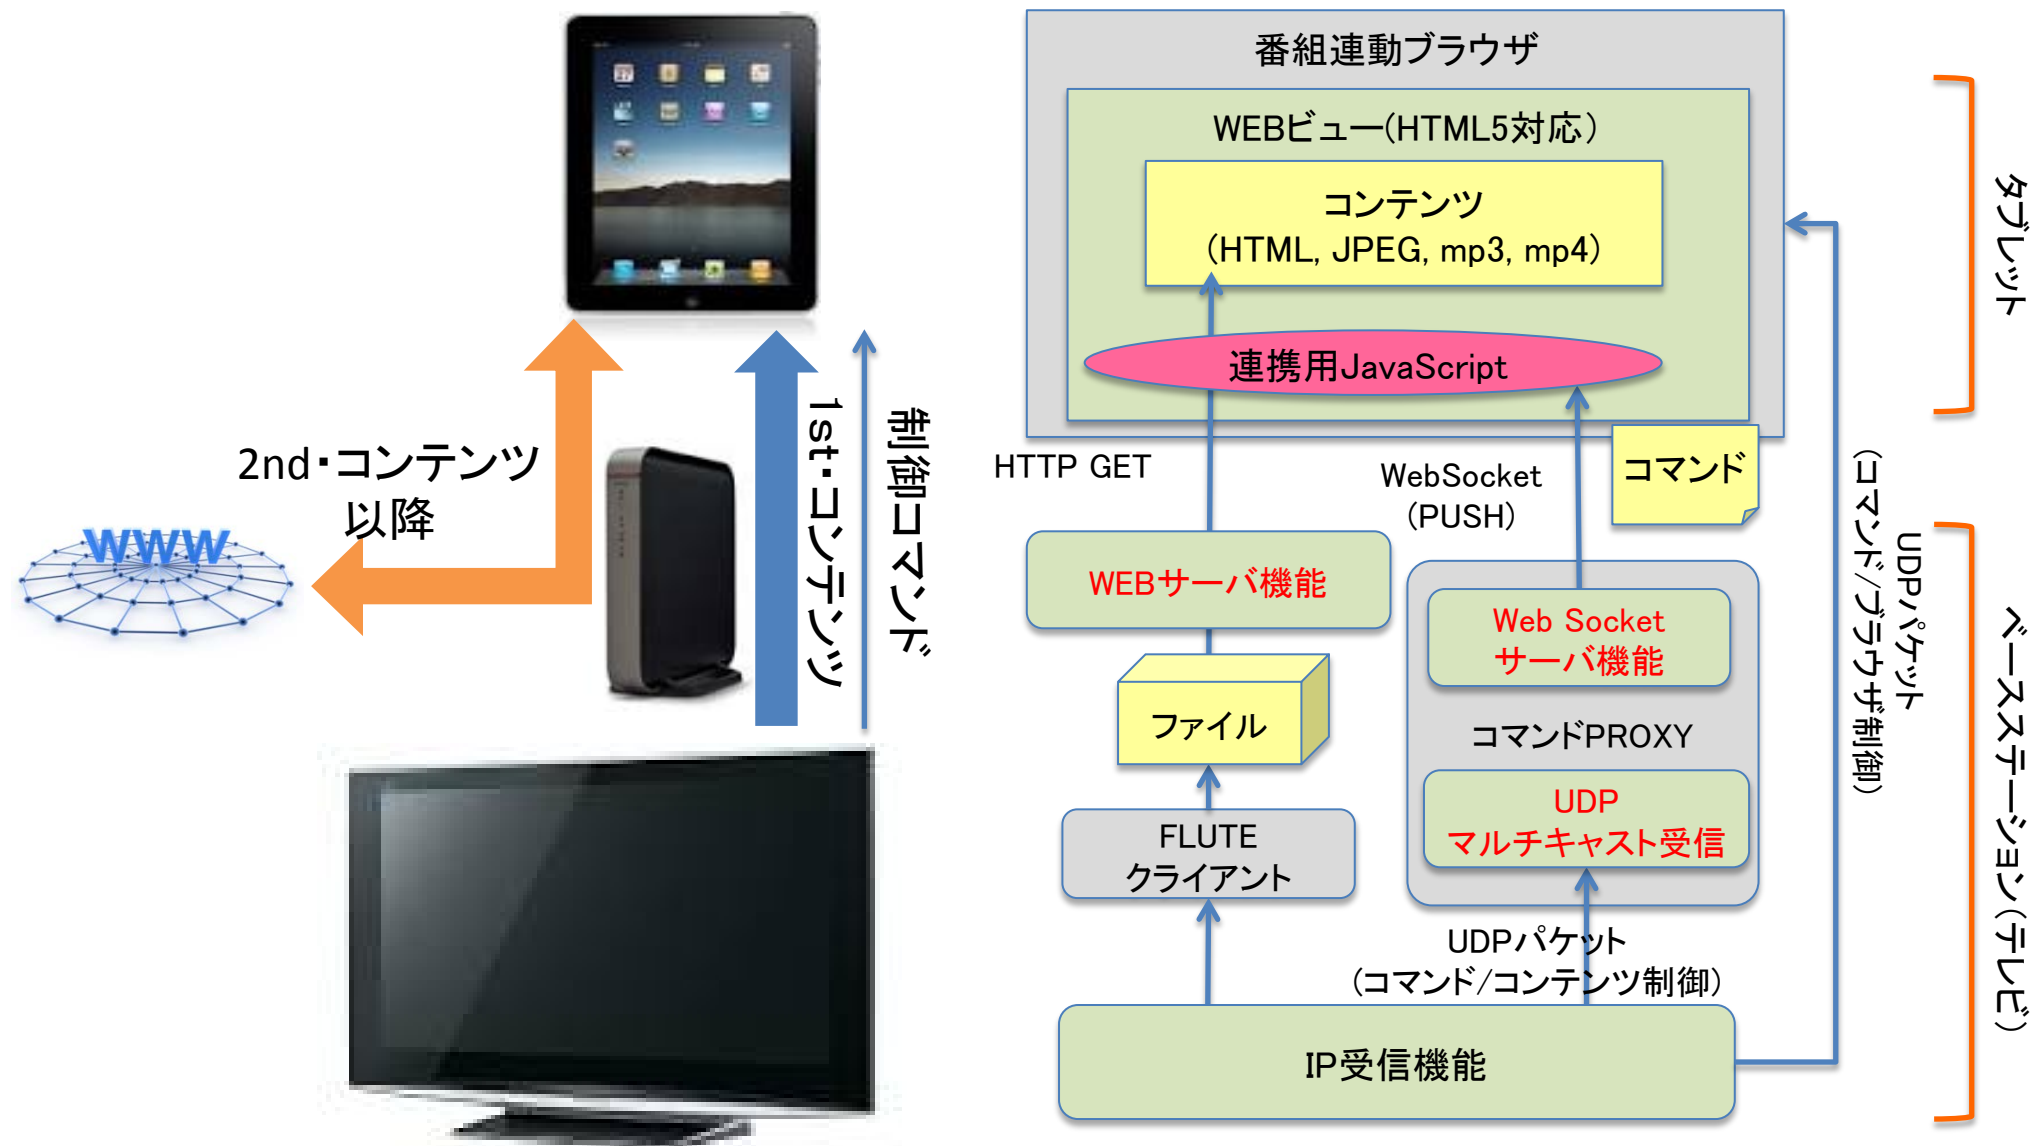 2nd・コンテンツ
以降
WWW
1st・コンテンツ
制御コマンド
番組連動ブラウザ
WEBビュー(HTML5対応)
コンテンツ
(HTML, JPEG, mp3, mp4)
連携用JavaScript
HTTP GET
WebSocket
(PUSH)
コマンド
WEBサーバ機能
Web Socket
サーバ機能
ファイル
コマンドPROXY
FLUTE
クライアント
UDP
マルチキャスト受信
UDPパケット
(コマンド/コンテンツ制御)
IP受信機能
UDPパケット
(コマンド/ブラウザ制御)
タブレット
ベースステーション(テレビ)